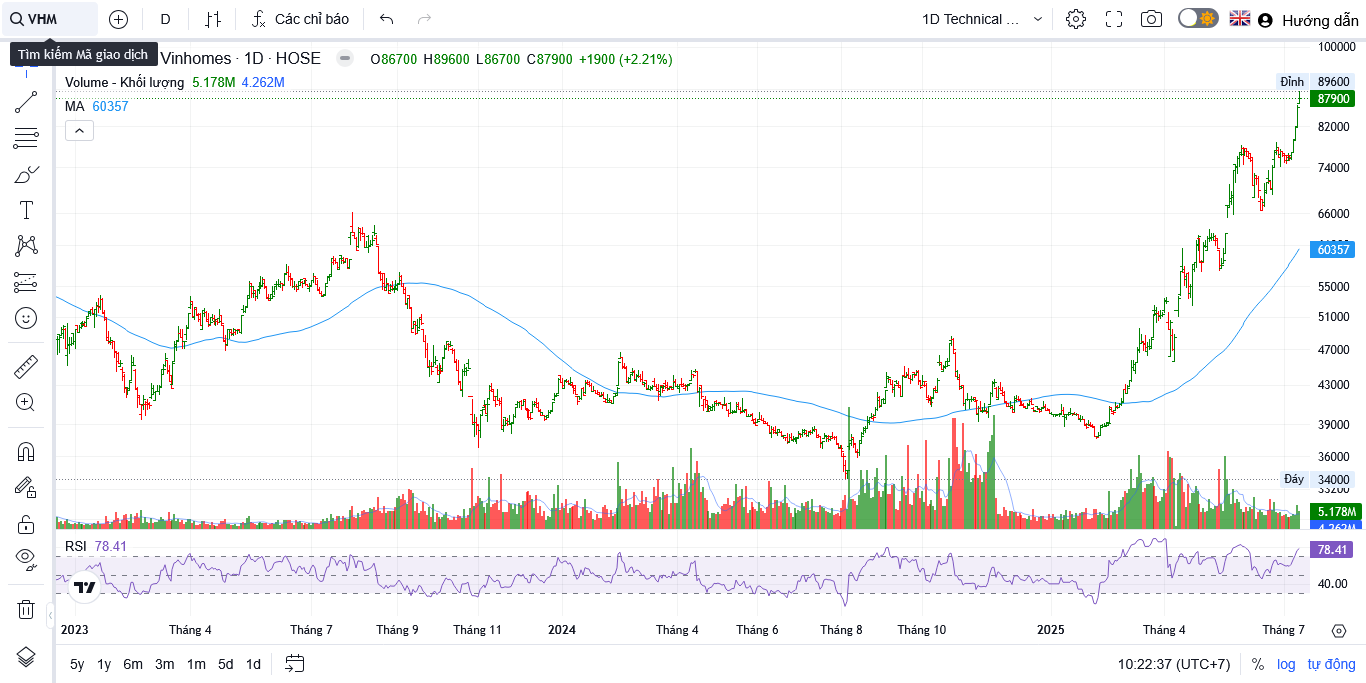 VHM
D
Các chỉ báo
1D Technical ...
Hướng dẫn
Tìm kiếm Mã giao dịch
Vinhomes · 1D · HOSE
O86700 H89600 L86700 C87900 +1900 (+2.21%)
Volume - Khối lượng 5.178M 4.262M
MA 60357
100000
Đỉnh 89600
87900
82000
74000
66000
60357
55000
51000
47000
43000
39000
36000
Đáy 34000
33200
5.178M
4.262M
RSI 78.41
78.41
40.00
2023 Tháng 4 Tháng 7 Tháng 9 Tháng 11 2024 Tháng 4 Tháng 6 Tháng 8 Tháng 10 2025 Tháng 4 Tháng 7
5y 1y 6m 3m 1m 5d 1d
10:22:37 (UTC+7) % log tự động